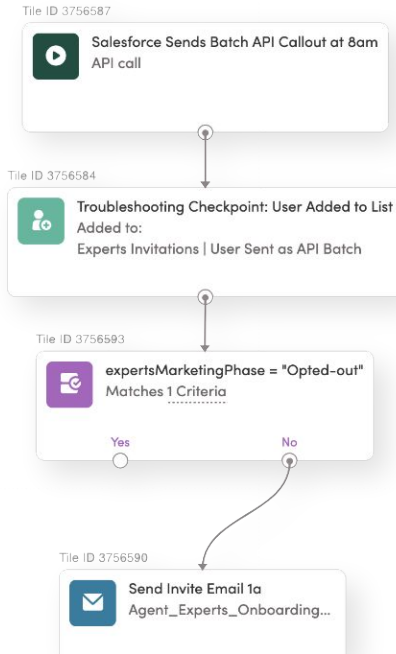 Tile ID 3756587
Salesforce Sends Batch API Callout at 8am
API call
Tile ID 3756584
Troubleshooting Checkpoint: User Added to List
Added to:
Experts Invitations | User Sent as API Batch
Tile ID 3756593
expertsMarketingPhase = "Opted-out"
Matches 1 Criteria
Yes
No
Tile ID 3756590
Send Invite Email 1a
Agent_Experts_Onboarding...